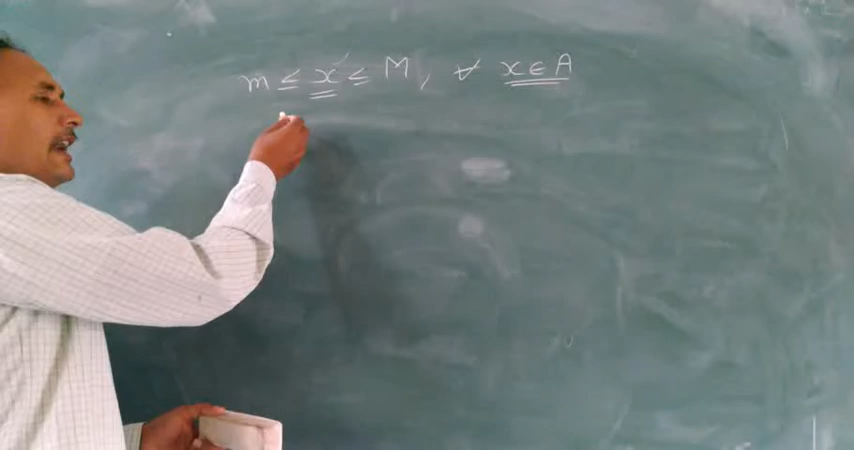 m ≤ x ≤ M, ∀ x ∈ A